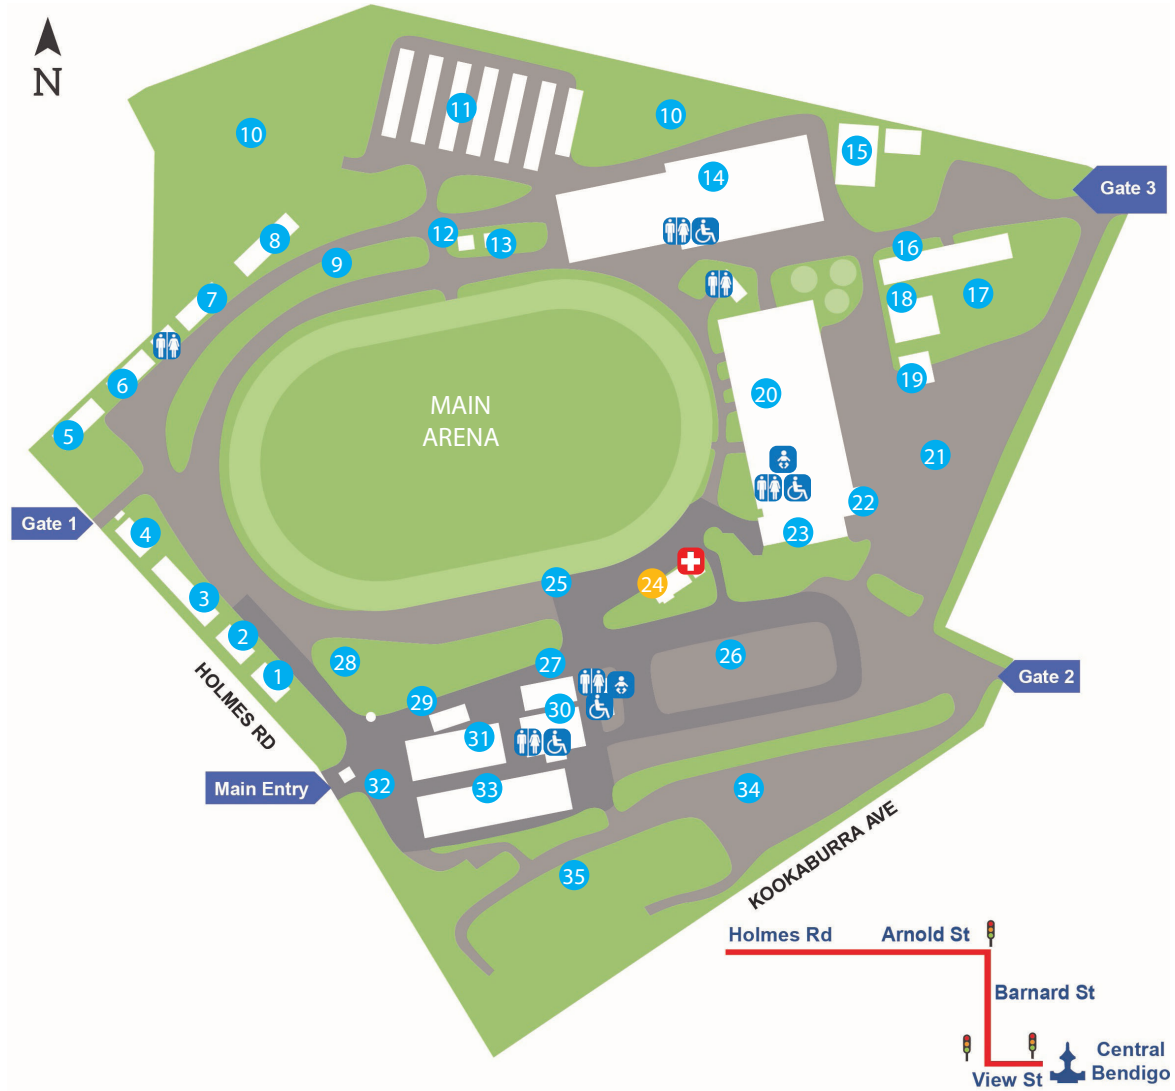 N
11
10
10
14
15
Gate 3
12
13
8
9
16
7
18
17
6
19
5
MAIN
ARENA
20
21
22
Gate 1
4
23
25
24
3
2
28
27
26
1
Gate 2
HOLMES RD
29
30
31
Main Entry
32
33
34
35
KOOKABURRA AVE
Holmes Rd
Arnold St
Barnard St
View St
Central
Bendigo